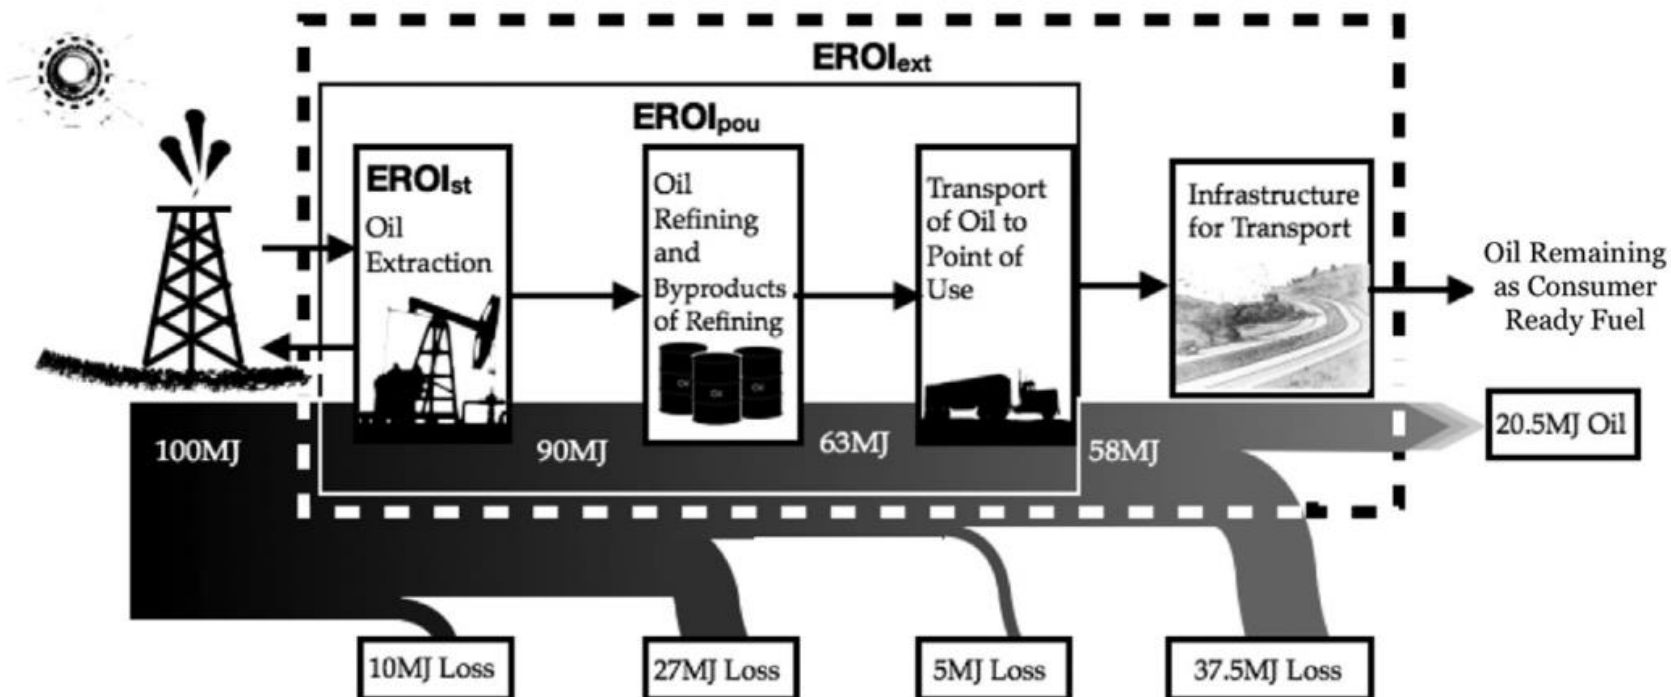 EROIext
EROIpou
EROIst
Oil
Extraction
Oil
Refining
and
Byproducts
of Refining
Transport
of Oil to
Point of
Use
Infrastructure
for Transport
Oil Remaining
as Consumer
Ready Fuel
100MJ
90MJ
63MJ
58MJ
20.5MJ Oil
10MJ Loss
27MJ Loss
5MJ Loss
37.5MJ Loss